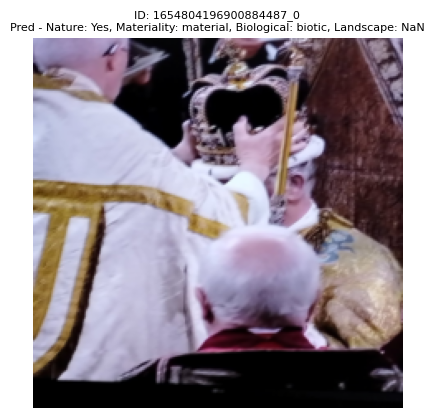 ID: 1654804196900884487_0
Pred - Nature: Yes, Materiality: material, Biological: biotic, Landscape: NaN